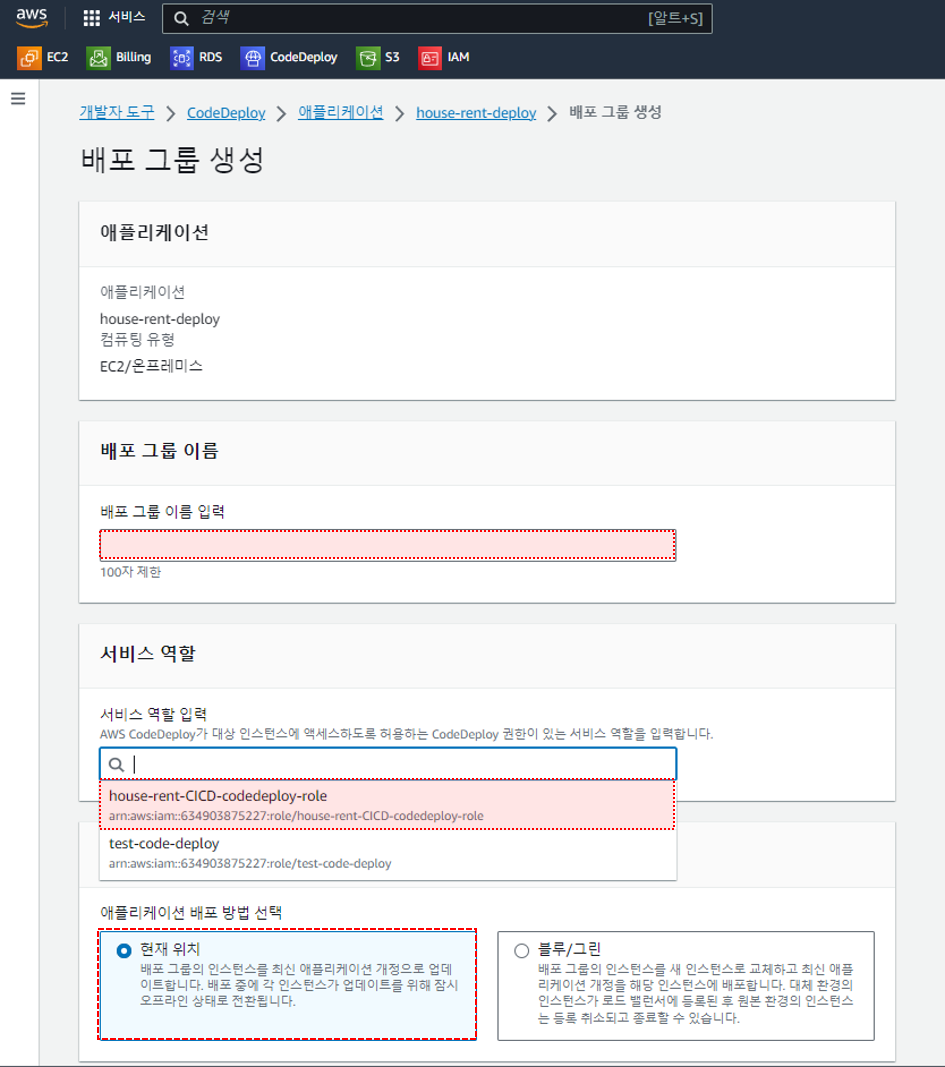 aws
서비스
검색
[알트+S]
EC2
Billing
RDS
CodeDeploy
S3
IAM
개발자 도구 > CodeDeploy > 애플리케이션 > house-rent-deploy > 배포 그룹 생성
배포 그룹 생성
애플리케이션
애플리케이션
house-rent-deploy
컴퓨팅 유형
EC2/온프레미스
배포 그룹 이름
배포 그룹 이름 입력
100자 제한
서비스 역할
서비스 역할 입력
AWS CodeDeploy가 대상 인스턴스에 액세스하도록 허용하는 CodeDeploy 권한이 있는 서비스 역할을 입력합니다.
house-rent-CICD-codedeploy-role
arn:aws:iam::634903875227:role/house-rent-CICD-codedeploy-role
test-code-deploy
arn:aws:iam::634903875227:role/test-code-deploy
애플리케이션 배포 방법 선택
현재 위치
배포 그룹의 인스턴스를 최신 애플리케이션 개정으로 업데
이트합니다. 배포 중에 각 인스턴스가 업데이트를 위해 잠시
오프라인 상태로 전환됩니다.
블루/그린
배포 그룹의 인스턴스를 새 인스턴스로 교체하고 최신 애플
리케이션 개정을 해당 인스턴스에 배포합니다. 대체 환경의
인스턴스가 로드 밸런서에 등록된 후 원본 환경의 인스턴스
는 등록 취소되고 종료할 수 있습니다.